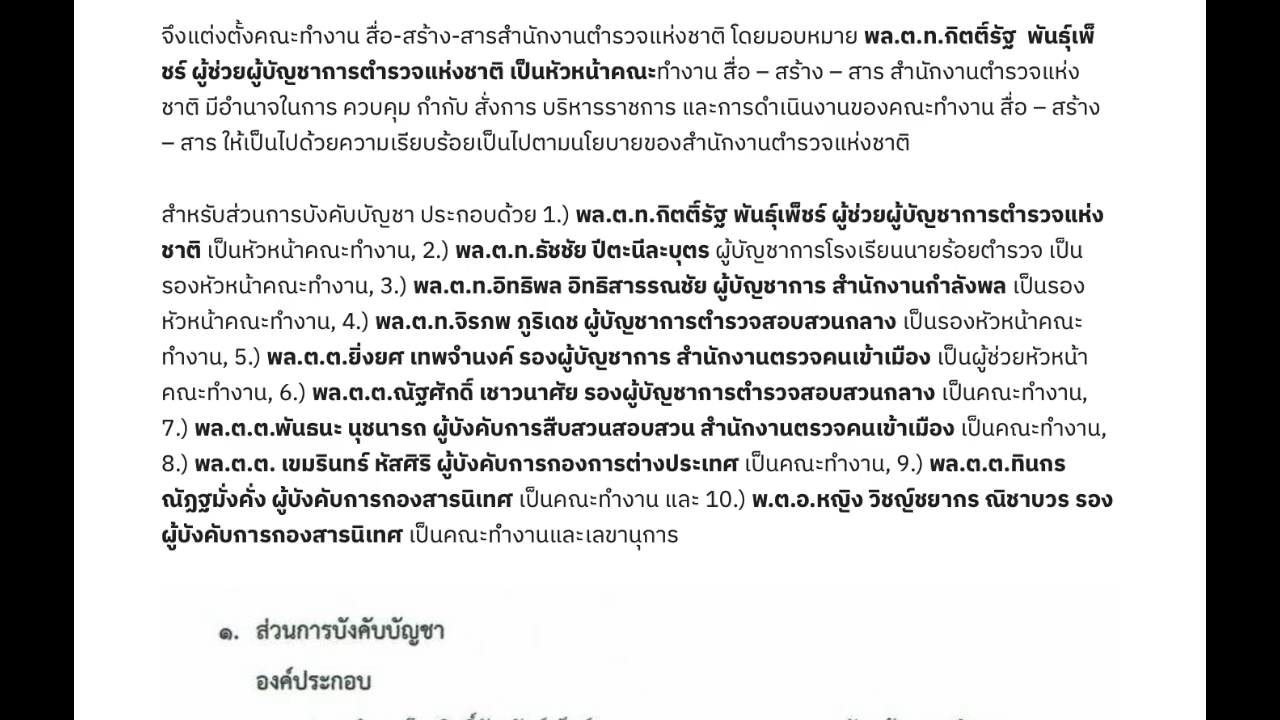 จึงแต่งตั้งคณะทำงาน สื่อ-สร้าง-สารสำนักงานตำรวจแห่งชาติ โดยมอบหมาย พล.ต.ท.กิตติ์รัฐ พันธุ์เพ็
ชร์ ผู้ช่วยผู้บัญชาการตำรวจแห่งชาติ เป็นหัวหน้าคณะทำงาน สื่อ – สร้าง – สาร สำนักงานตำรวจแห่ง
ชาติ มีอำนาจในการ ควบคุม กำกับ สั่งการ บริหารราชการ และการดำเนินงานของคณะทำงาน สื่อ – สร้าง
– สาร ให้เป็นไปด้วยความเรียบร้อยเป็นไปตามนโยบายของสำนักงานตำรวจแห่งชาติ
สำหรับส่วนการบังคับบัญชา ประกอบด้วย 1.) พล.ต.ท.กิตติ์รัฐ พันธุ์เพ็ชร์ ผู้ช่วยผู้บัญชาการตำรวจแห่ง
ชาติ เป็นหัวหน้าคณะทำงาน, 2.) พล.ต.ท.ธัชชัย ปิตะนีละบุตร ผู้บัญชาการโรงเรียนนายร้อยตำรวจ เป็น
รองหัวหน้าคณะทำงาน, 3.) พล.ต.ท.อิทธิพล อิทธิสารรณชัย ผู้บัญชาการ สำนักงานกำลังพล เป็นรอง
หัวหน้าคณะทำงาน, 4.) พล.ต.ท.จิรภพ ภูริเดช ผู้บัญชาการตำรวจสอบสวนกลาง เป็นรองหัวหน้าคณะ
ทำงาน, 5.) พล.ต.ต.ยิ่งยศ เทพจำนงค์ รองผู้บัญชาการ สำนักงานตรวจคนเข้าเมือง เป็นผู้ช่วยหัวหน้า
คณะทำงาน, 6.) พล.ต.ต.ณัฐศักดิ์ เชาวนาศัย รองผู้บัญชาการตำรวจสอบสวนกลาง เป็นคณะทำงาน,
7.) พล.ต.ต.พันธนะ นุชนารถ ผู้บังคับการสืบสวนสอบสวน สำนักงานตรวจคนเข้าเมือง เป็นคณะทำงาน,
8.) พล.ต.ต. เขมรินทร์ หัสศิริ ผู้บังคับการกองการต่างประเทศ เป็นคณะทำงาน, 9.) พล.ต.ต.ทินกร
ณัฏฐมั่งคั่ง ผู้บังคับการกองสารนิเทศ เป็นคณะทำงาน และ 10.) พ.ต.อ.หญิง วิชญ์ชยากร ณิชาบวร รอง
ผู้บังคับการกองสารนิเทศ เป็นคณะทำงานและเลขานุการ
๑. ส่วนการบังคับบัญชา
องค์ประกอบ